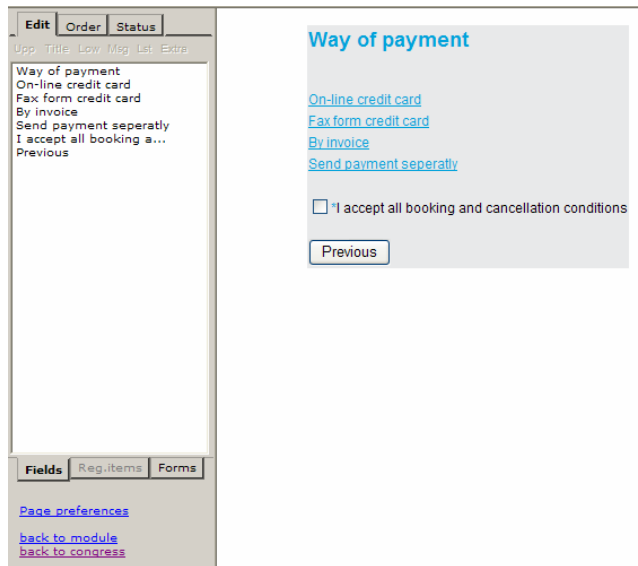 Edit Order Status
Upp Title Low Msg Lst Extra
Way of payment
On-line credit card
Fax form credit card
By invoice
Send payment seperatly
I accept all booking a...
Previous
Fields Reg.items Forms
Page preferences
back to module
back to congress
Way of payment
On-line credit card
Fax form credit card
By invoice
Send payment seperatly
*I accept all booking and cancellation conditions
Previous